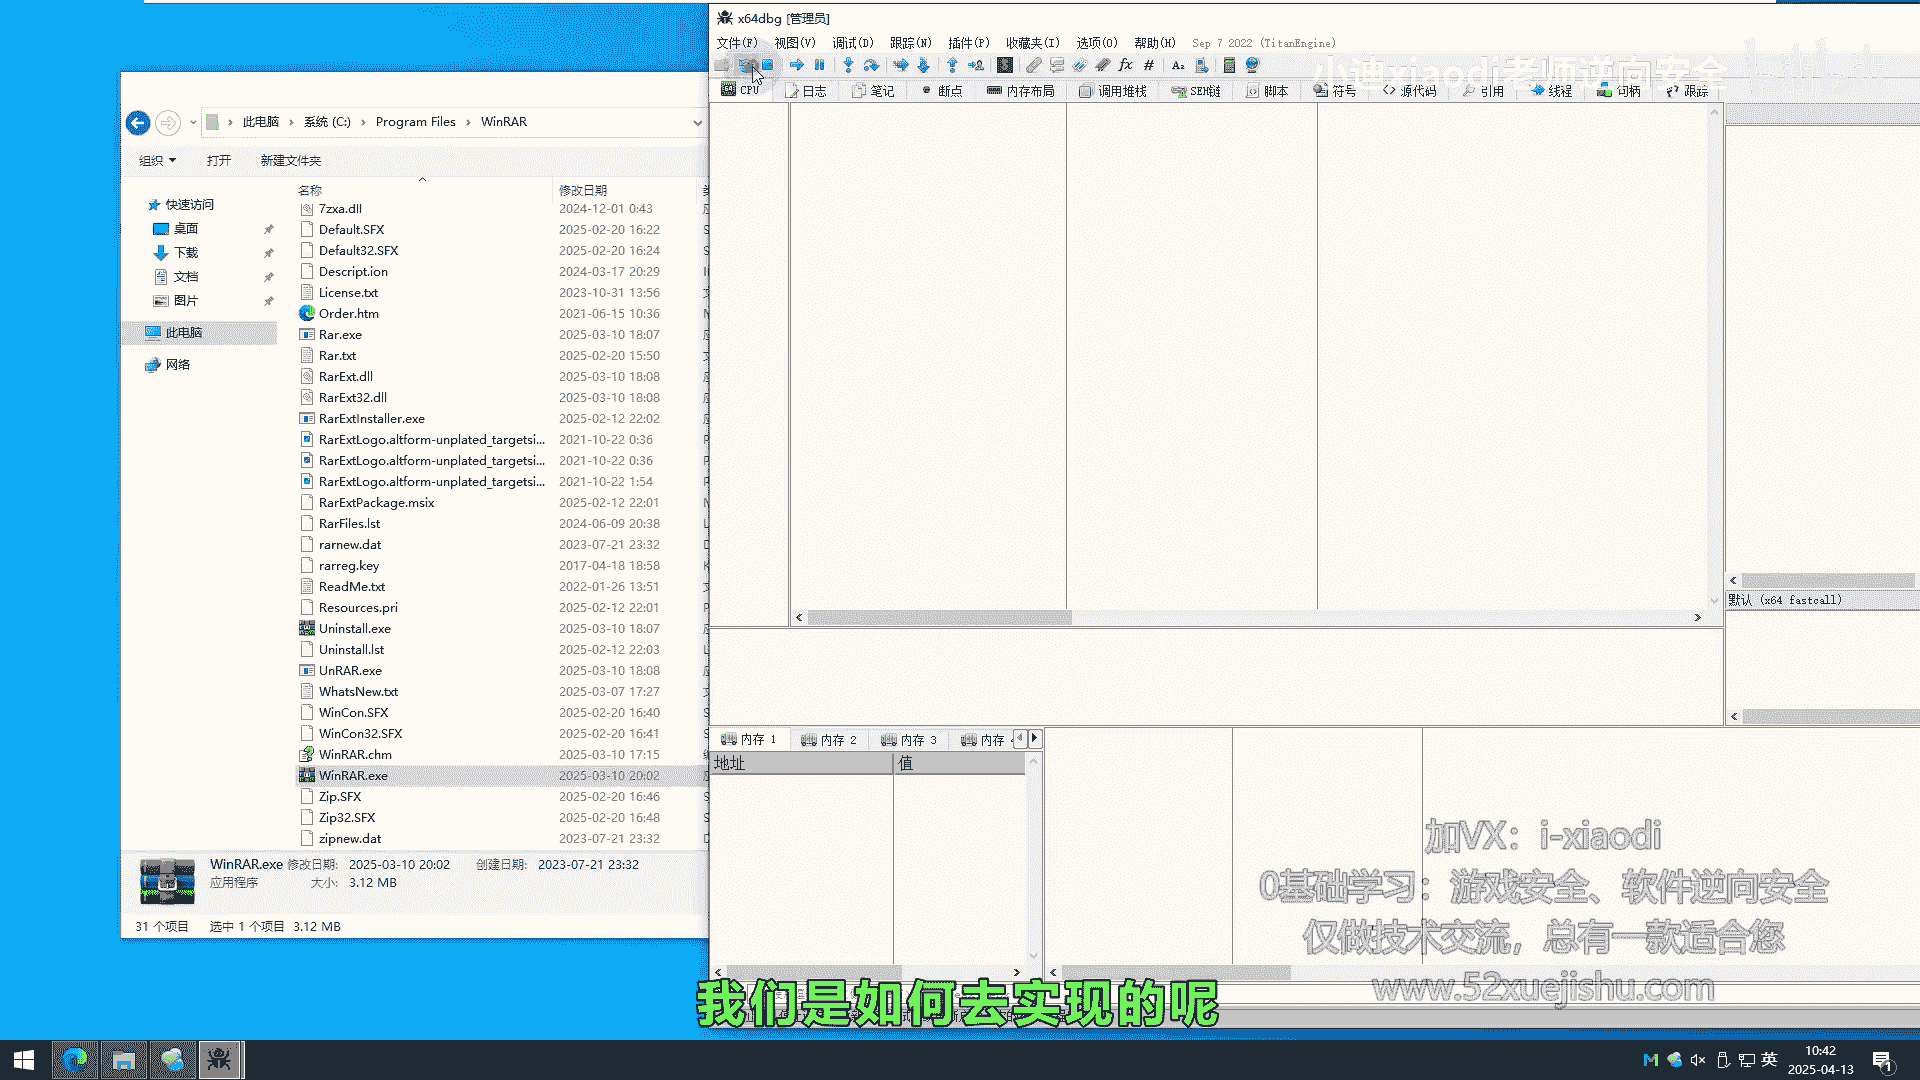 x64dbg [管理员]
文件(F) 视图(V) 调试(D) 跟踪(N) 插件(P) 收藏夹(I) 选项(O) 帮助(H) Sep 7 2022 (TitanEngine)
小迪xiaodi老师逆向安全
CPU 日志 笔记 断点 内存布局 调用堆栈 SEH链 脚本 符号 源代码 引用 线程 句柄 跟踪
此电脑 系统 (C:) Program Files WinRAR
组织 打开 新建文件夹
名称 修改日期
快速访问
桌面
下载
文档
图片
此电脑
网络
7zxa.dll 2024-12-01 0:43
Default.SFX 2025-02-20 16:22
Default32.SFX 2025-02-20 16:24
Descript.ion 2024-03-17 20:29
License.txt 2023-10-31 13:56
Order.htm 2021-06-15 10:36
Rar.exe 2025-03-10 18:07
Rar.txt 2025-02-20 15:50
RarExt.dll 2025-03-10 18:08
RarExt32.dll 2025-03-10 18:08
RarExtInstaller.exe 2025-02-12 22:02
RarExtLogo.altform-unplated_targetsi... 2021-10-22 0:36
RarExtLogo.altform-unplated_targetsi... 2021-10-22 0:36
RarExtLogo.altform-unplated_targetsi... 2021-10-22 1:54
RarExtPackage.msix 2025-02-12 22:01
RarFiles.lst 2024-06-09 20:38
rarnew.dat 2023-07-21 23:32
rarreg.key 2017-04-18 18:58
ReadMe.txt 2022-01-26 13:51
Resources.pri 2025-02-12 22:01
Uninstall.exe 2025-03-10 18:07
Uninstall.lst 2025-02-12 22:03
UnRAR.exe 2025-03-10 18:08
WhatsNew.txt 2025-03-07 17:27
WinCon.SFX 2025-02-20 16:40
WinCon32.SFX 2025-02-20 16:41
WinRAR.chm 2025-03-10 17:15
WinRAR.exe 2025-03-10 20:02
Zip.SFX 2025-02-20 16:46
Zip32.SFX 2025-02-20 16:48
zipnew.dat 2023-07-21 23:32
WinRAR.exe 修改日期: 2025-03-10 20:02 创建日期: 2023-07-21 23:32
应用程序 大小: 3.12 MB
31 个项目 选中 1 个项目 3.12 MB
默认 (x64 fastcall)
内存 1 内存 2 内存 3 内存
地址 值
加VX：i-xiaodi
0基础学习：游戏安全、软件逆向安全
仅做技术交流，总有一款适合您
www.52xuejishu.com
我们是如何去实现的呢
英 10:42
2025-04-13
1